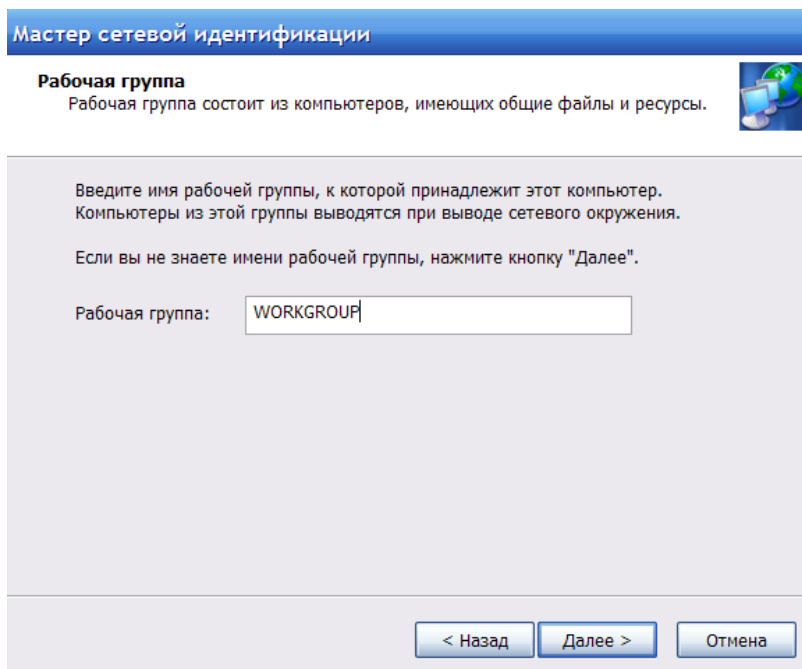 Мастер сетевой идентификации
Рабочая группа
Рабочая группа состоит из компьютеров, имеющих общие файлы и ресурсы.
Введите имя рабочей группы, к которой принадлежит этот компьютер.
Компьютеры из этой группы выводятся при выводе сетевого окружения.
Если вы не знаете имени рабочей группы, нажмите кнопку "Далее".
Рабочая группа: WORKGROUP
< Назад Далее > Отмена